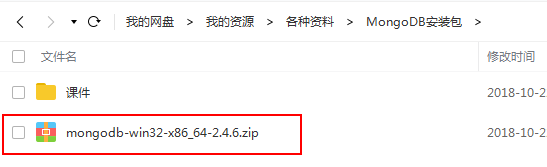 我的网盘 > 我的资源 > 各种资料 > MongoDB安装包 >
文件名 修改时间
课件 2018-10-2
mongodb-win32-x86_64-2.4.6.zip 2018-10-2